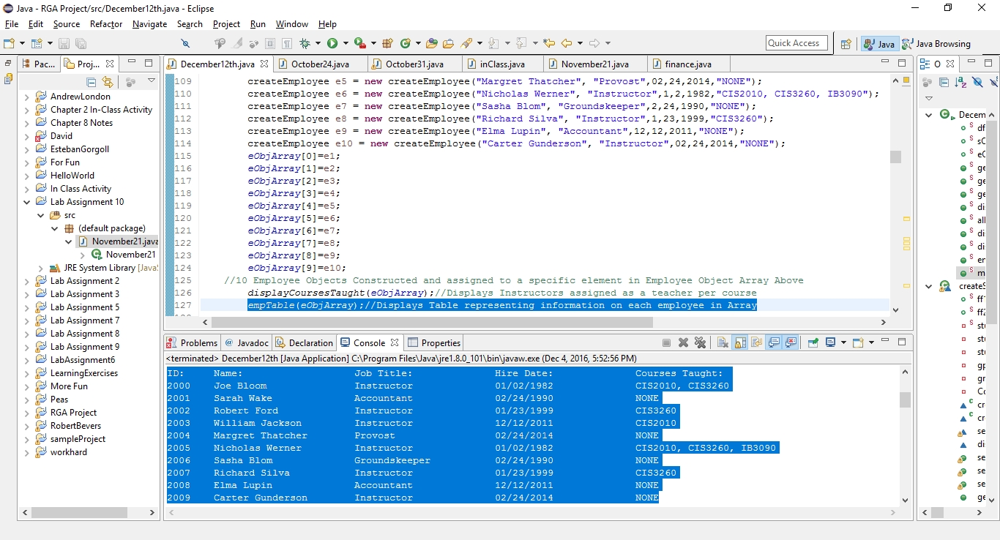 Java - RGA Project/src/December12th.java - Eclipse
File Edit Source Refactor Navigate Search Project Run Window Help
Quick Access Java Java Browsing
Pac... Proj...
AndrewLondon
Chapter 2 In-Class Activity
Chapter 8 Notes
David
EstebanGorgoll
For Fun
HelloWorld
In Class Activity
Lab Assignment 10
src
(default package)
November21.java
November21
JRE System Library [Java
Lab Assignment 2
Lab Assignment 3
Lab Assignment 5
Lab Assignment 7
Lab Assignment 8
Lab Assignment 9
LabAssignment6
LearningExercises
More Fun
Peas
RGA Project
RobertBevers
sampleProject
workhard
December12th.java October24.java October31.java inClass.java November21.java finance.java
109 createEmployee e5 = new createEmployee("Margret Thatcher", "Provost",02,24,2014,"NONE");
110 createEmployee e6 = new createEmployee("Nicholas Werner", "Instructor",1,2,1982,"CIS2010, CIS3260, IB3090");
111 createEmployee e7 = new createEmployee("Sasha Blom", "Groundskeeper",2,24,1990,"NONE");
112 createEmployee e8 = new createEmployee("Richard Silva", "Instructor",1,23,1999,"CIS3260");
113 createEmployee e9 = new createEmployee("Elma Lupin", "Accountant",12,12,2011,"NONE");
114 createEmployee e10 = new createEmployee("Carter Gunderson", "Instructor",02,24,2014,"NONE");
115 eObjArray[0]=e1;
116 eObjArray[1]=e2;
117 eObjArray[2]=e3;
118 eObjArray[3]=e4;
119 eObjArray[4]=e5;
120 eObjArray[5]=e6;
121 eObjArray[6]=e7;
122 eObjArray[7]=e8;
123 eObjArray[8]=e9;
124 eObjArray[9]=e10;
125 //10 Employee Objects Constructed and assigned to a specific element in Employee Object Array Above
126 displayCoursesTaught(eObjArray);//Displays Instructors assigned as a teacher per course
127 empTable(eObjArray);//Displays Table representing information on each employee in Array
Problems Javadoc Declaration Console Properties
<terminated> December12th [Java Application] C:\Program Files\Java\jre1.8.0_101\bin\javaw.exe (Dec 4, 2016, 5:52:56 PM)
ID: Name: Job Title: Hire Date: Courses Taught:
2000 Joe Bloom Instructor 01/02/1982 CIS2010, CIS3260
2001 Sarah Wake Accountant 02/24/1990 NONE
2002 Robert Ford Instructor 01/23/1999 CIS3260
2003 William Jackson Instructor 12/12/2011 CIS2010
2004 Margret Thatcher Provost 02/24/2014 NONE
2005 Nicholas Werner Instructor 01/02/1982 CIS2010, CIS3260, IB3090
2006 Sasha Blom Groundskeeper 02/24/1990 NONE
2007 Richard Silva Instructor 01/23/1999 CIS3260
2008 Elma Lupin Accountant 12/12/2011 NONE
2009 Carter Gunderson Instructor 02/24/2014 NONE
O
Decem
df
sC
eC
ge
ge
ge
di
all
di
di
en
m
createS
ff
ff2
stu
stu
stu
gp
gr
Co
cr
cr
se
di
se
se
se
ge